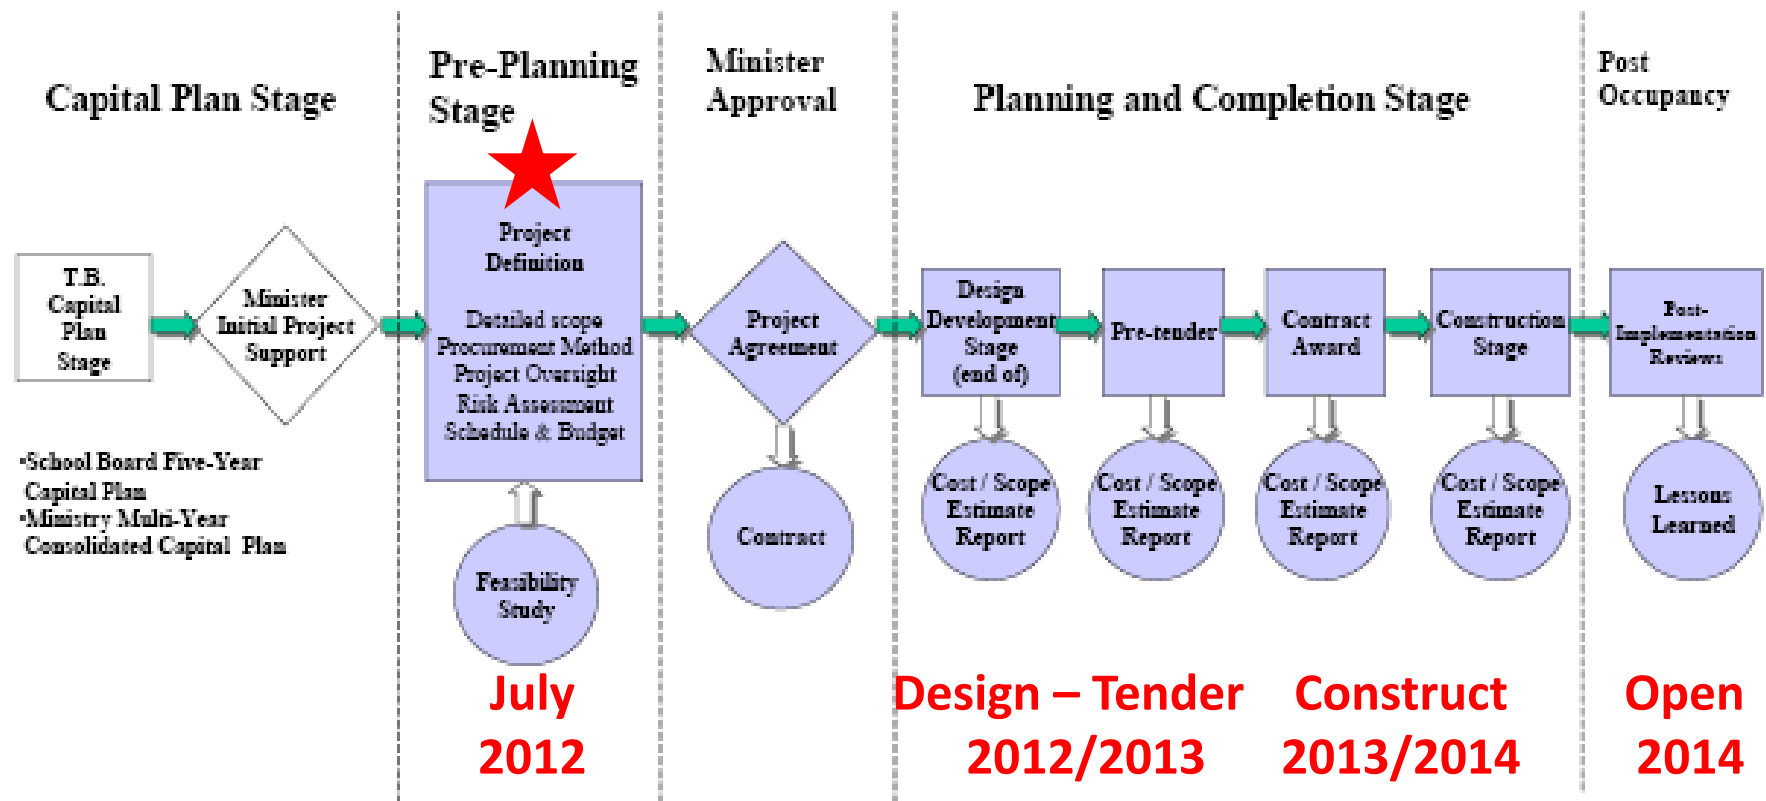 Capital Plan Stage
Pre-Planning
Stage
Minister
Approval
Planning and Completion Stage
Post
Occupancy
T.B.
Capital
Plan
Stage
Minister
Initial Project
Support
Project
Definition
Detailed scope
Procurement Method
Project Oversight
Risk Assessment
Schedule & Budget
Project
Agreement
Design
Development
Stage
(end of)
Pre-tender
Contract
Award
Construction
Stage
Post-
Implementation
Reviews
•School Board Five-Year
Capital Plan
•Ministry Multi-Year
Consolidated Capital Plan
Feasibility
Study
Contract
Cost / Scope
Estimate
Report
Cost / Scope
Estimate
Report
Cost / Scope
Estimate
Report
Cost / Scope
Estimate
Report
Lessons
Learned
July
2012
Design – Tender
2012/2013
Construct
2013/2014
Open
2014